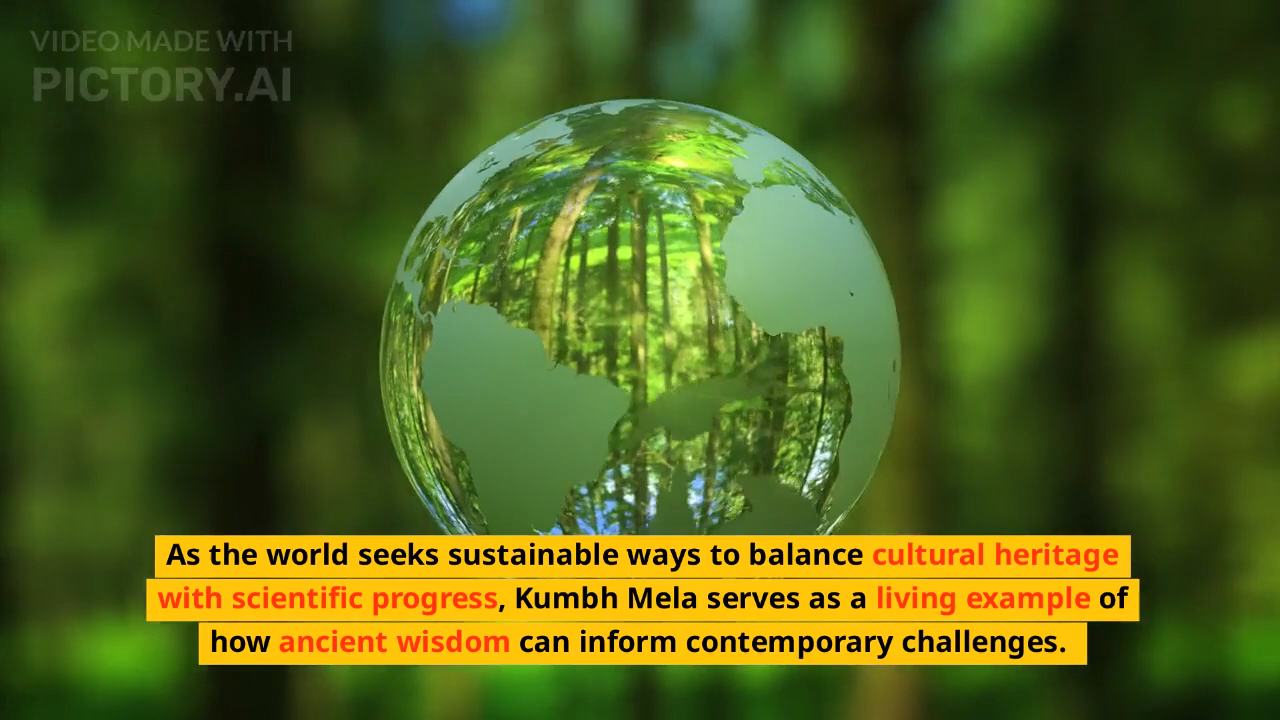 VIDEO MADE WITH
PICTORY.AI
As the world seeks sustainable ways to balance cultural heritage
with scientific progress, Kumbh Mela serves as a living example of
how ancient wisdom can inform contemporary challenges.